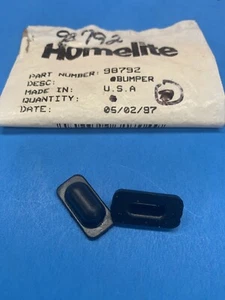 98792
Homelite
PART NUMBER: 98792
DESC: #BUMPER
MADE IN: U.S.A
QUANTITY:
DATE: 05/02/97